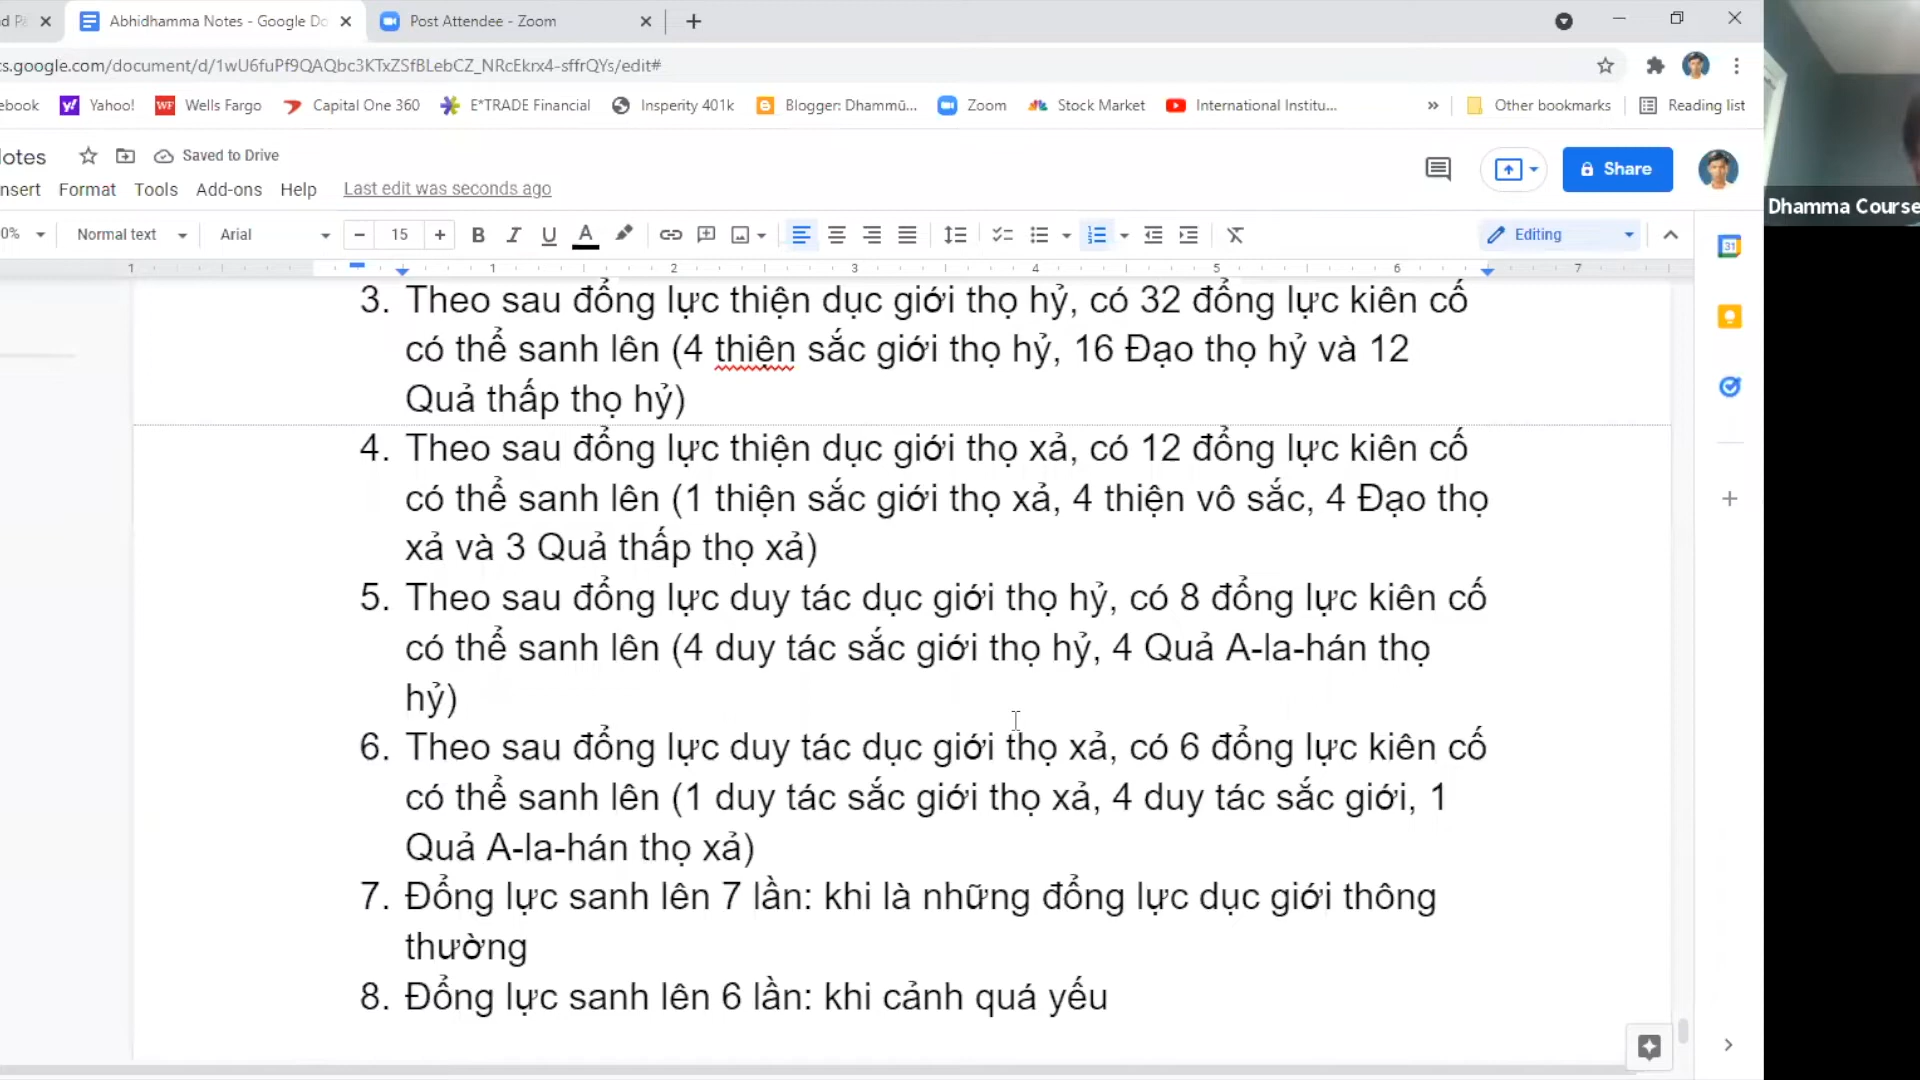 Abhidhamma Notes - Google Do
Post Attendee - Zoom
cs.google.com/document/d/1wU6fuPf9QAQbc3KTxZSfBLebCZ_NRcEkrx4-sffrQYs/edit#
ebook Yahoo! Wells Fargo Capital One 360 E*TRADE Financial Insperity 401k Blogger: Dhammū... Zoom Stock Market International Institu... » Other bookmarks Reading list
lotes Saved to Drive
Share
nsert Format Tools Add-ons Help Last edit was seconds ago
0% Normal text Arial 15 B I U A Editing
1 1 2 3 4 5 6 7
31
Dhamma Course
3. Theo sau đổng lực thiện dục giới thọ hỷ, có 32 đổng lực kiên cố
có thể sanh lên (4 thiện sắc giới thọ hỷ, 16 Đạo thọ hỷ và 12
Quả thấp thọ hỷ)
4. Theo sau đổng lực thiện dục giới thọ xả, có 12 đổng lực kiên cố
có thể sanh lên (1 thiện sắc giới thọ xả, 4 thiện vô sắc, 4 Đạo thọ
xả và 3 Quả thấp thọ xả)
5. Theo sau đổng lực duy tác dục giới thọ hỷ, có 8 đổng lực kiên cố
có thể sanh lên (4 duy tác sắc giới thọ hỷ, 4 Quả A-la-hán thọ
hỷ)
6. Theo sau đổng lực duy tác dục giới thọ xả, có 6 đổng lực kiên cố
có thể sanh lên (1 duy tác sắc giới thọ xả, 4 duy tác sắc giới, 1
Quả A-la-hán thọ xả)
7. Đổng lực sanh lên 7 lần: khi là những đổng lực dục giới thông
thường
8. Đổng lực sanh lên 6 lần: khi cảnh quá yếu